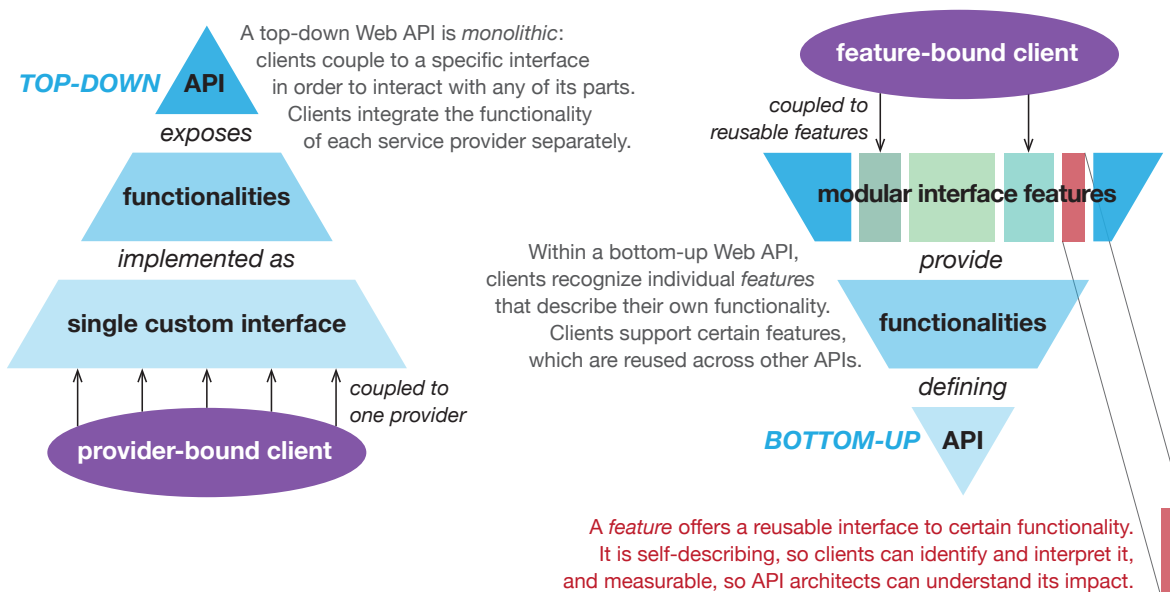 TOP-DOWN
API
exposes
functionalities
implemented as
single custom interface
coupled to
one provider
provider-bound client
A top-down Web API is monolithic:
clients couple to a specific interface
in order to interact with any of its parts.
Clients integrate the functionality
of each service provider separately.
feature-bound client
coupled to
reusable features
modular interface features
provide
functionalities
defining
BOTTOM-UP
API
Within a bottom-up Web API,
clients recognize individual features
that describe their own functionality.
Clients support certain features,
which are reused across other APIs.
A feature offers a reusable interface to certain functionality.
It is self-describing, so clients can identify and interpret it,
and measurable, so API architects can understand its impact.